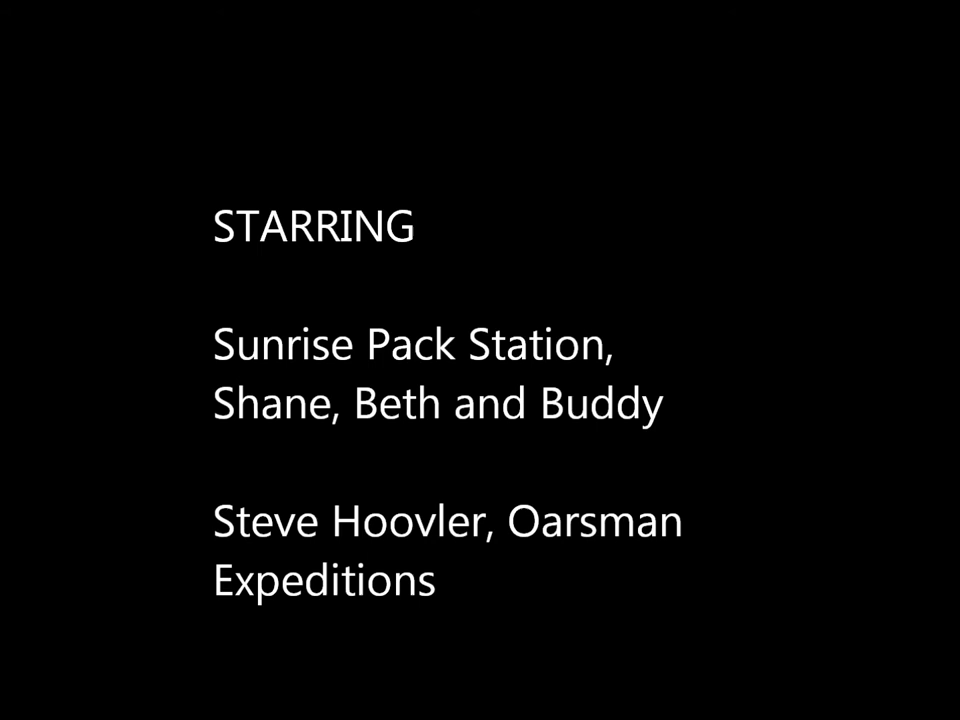 STARRING
Sunrise Pack Station,
Shane, Beth and Buddy
Steve Hoovler, Oarsman
Expeditions